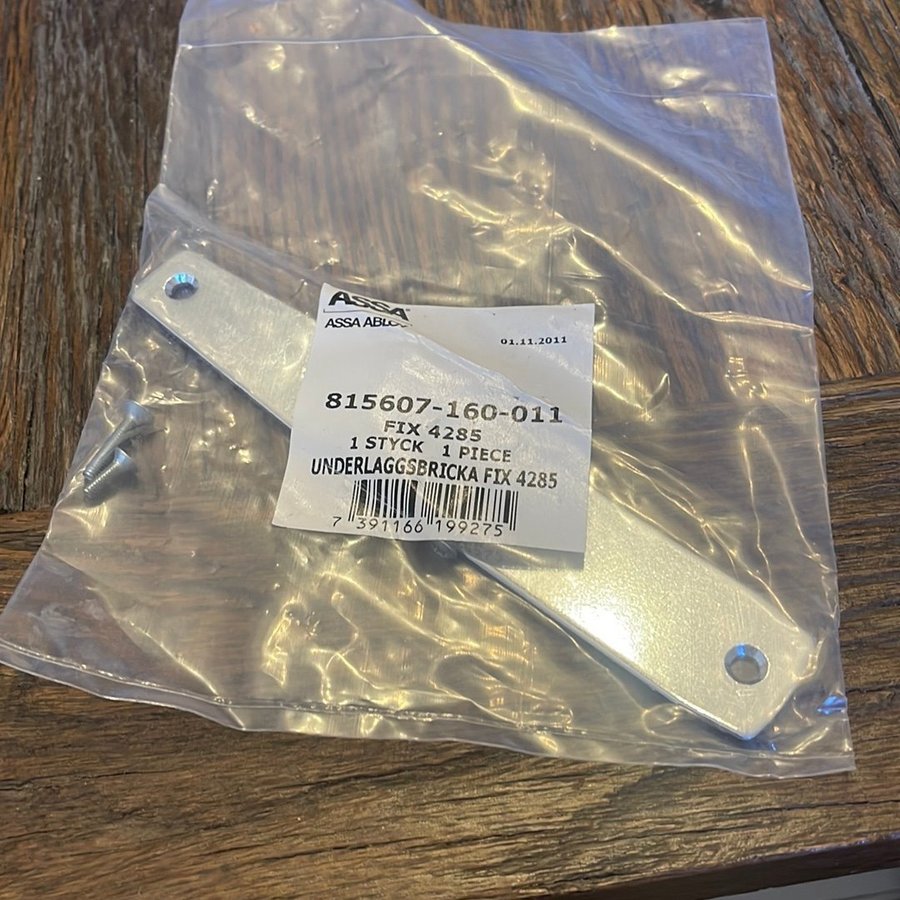 ASSA
ASSA ABLO
01.11.2011
815607-160-011
FIX 4285
1 STYCK 1 PIECE
UNDERLAGGSBRICKA FIX 4285
7 391166 199275